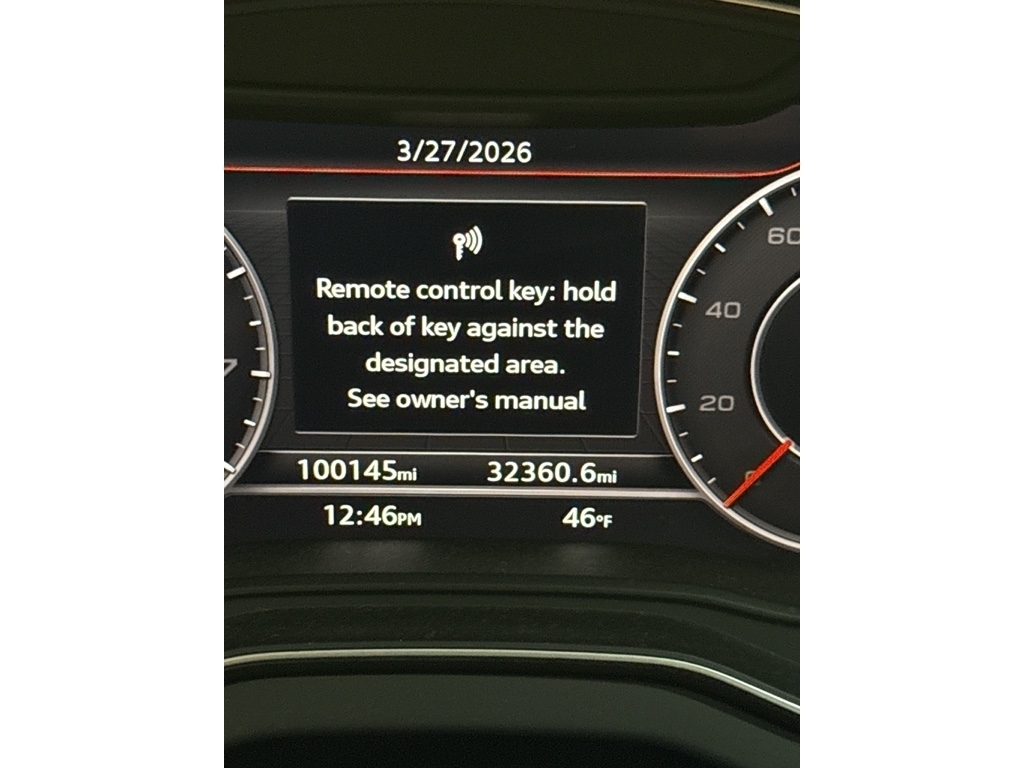 3/27/2026
Remote control key: hold
back of key against the
designated area.
See owner's manual
100145mi 32360.6mi
12:46PM 46°F
60
40
20
7